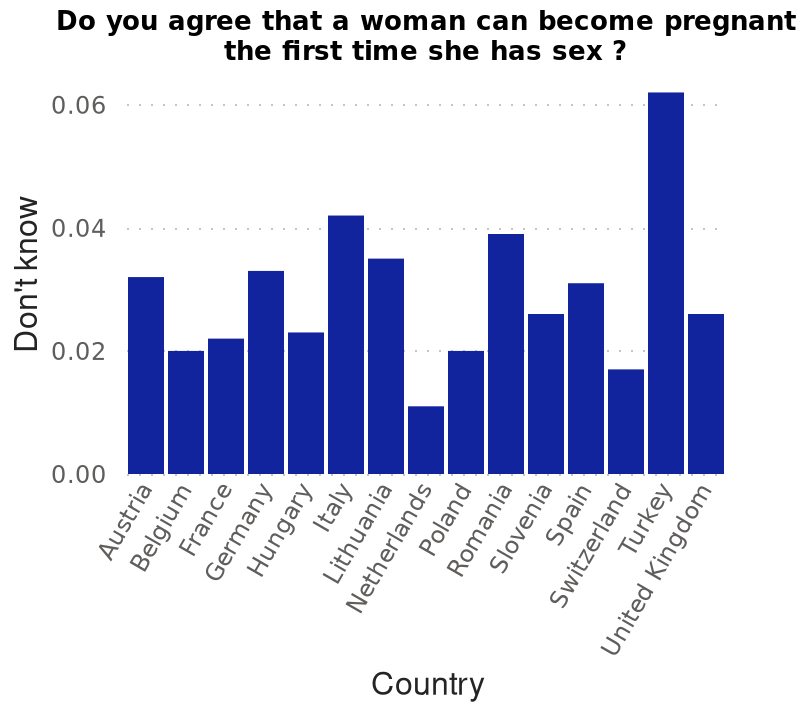 Do you agree that a woman can become pregnant
the first time she has sex ?
Don't know
0.06
0.04
0.02
0.00
Austria
Belgium
France
Germany
Hungary
Italy
Lithuania
Netherlands
Poland
Romania
Slovenia
Spain
Switzerland
Turkey
United Kingdom
Country